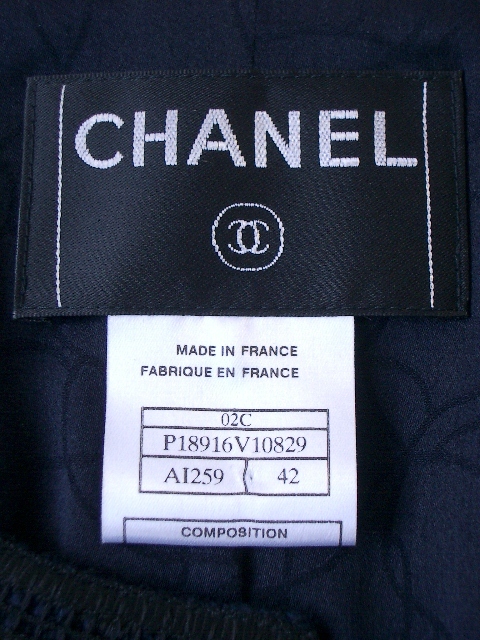 CHANEL
MADE IN FRANCE
FABRIQUE EN FRANCE
02C
P18916V10829
AI259 42
COMPOSITION